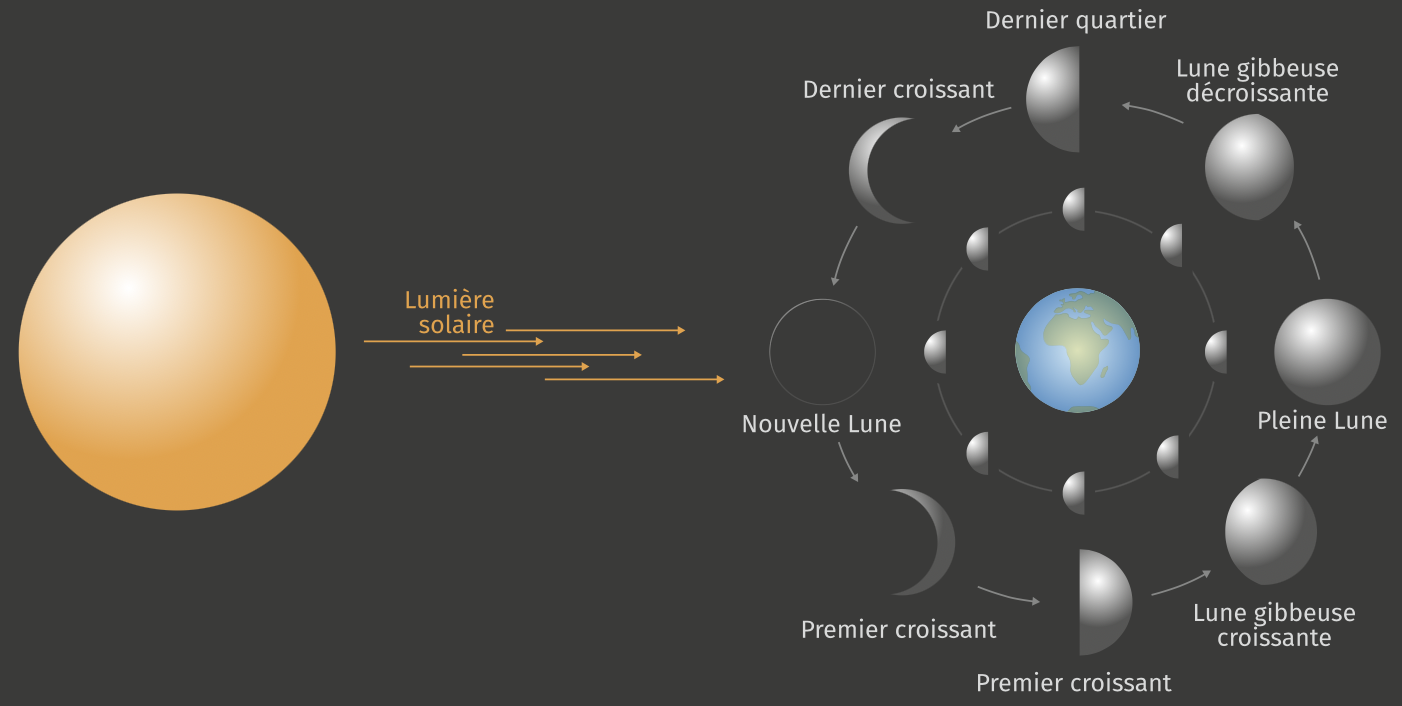 Dernier quartier
Lune gibbeuse
décroissante
Dernier croissant
Lumière
solaire
Nouvelle Lune
Pleine Lune
Premier croissant
Lune gibbeuse
croissante
Premier croissant